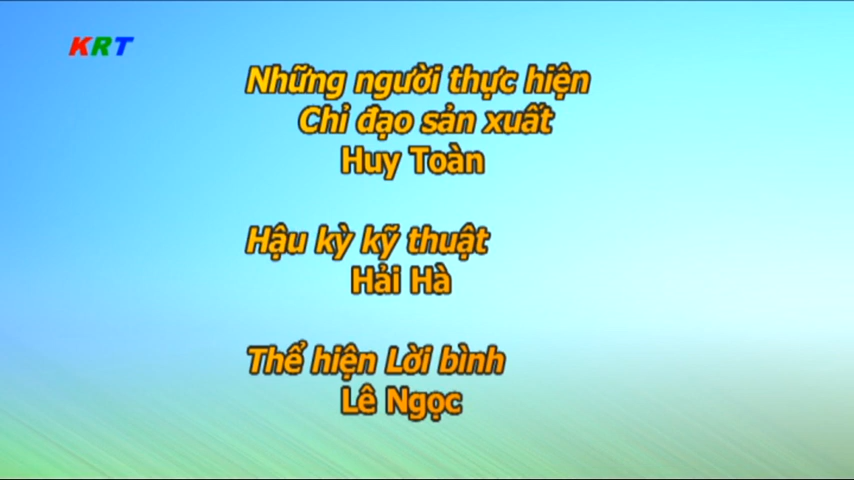 KRT
Những người thực hiện
Chỉ đạo sản xuất
Huy Toàn
Hậu kỳ kỹ thuật
Hải Hà
Thể hiện Lời bình
Lê Ngọc